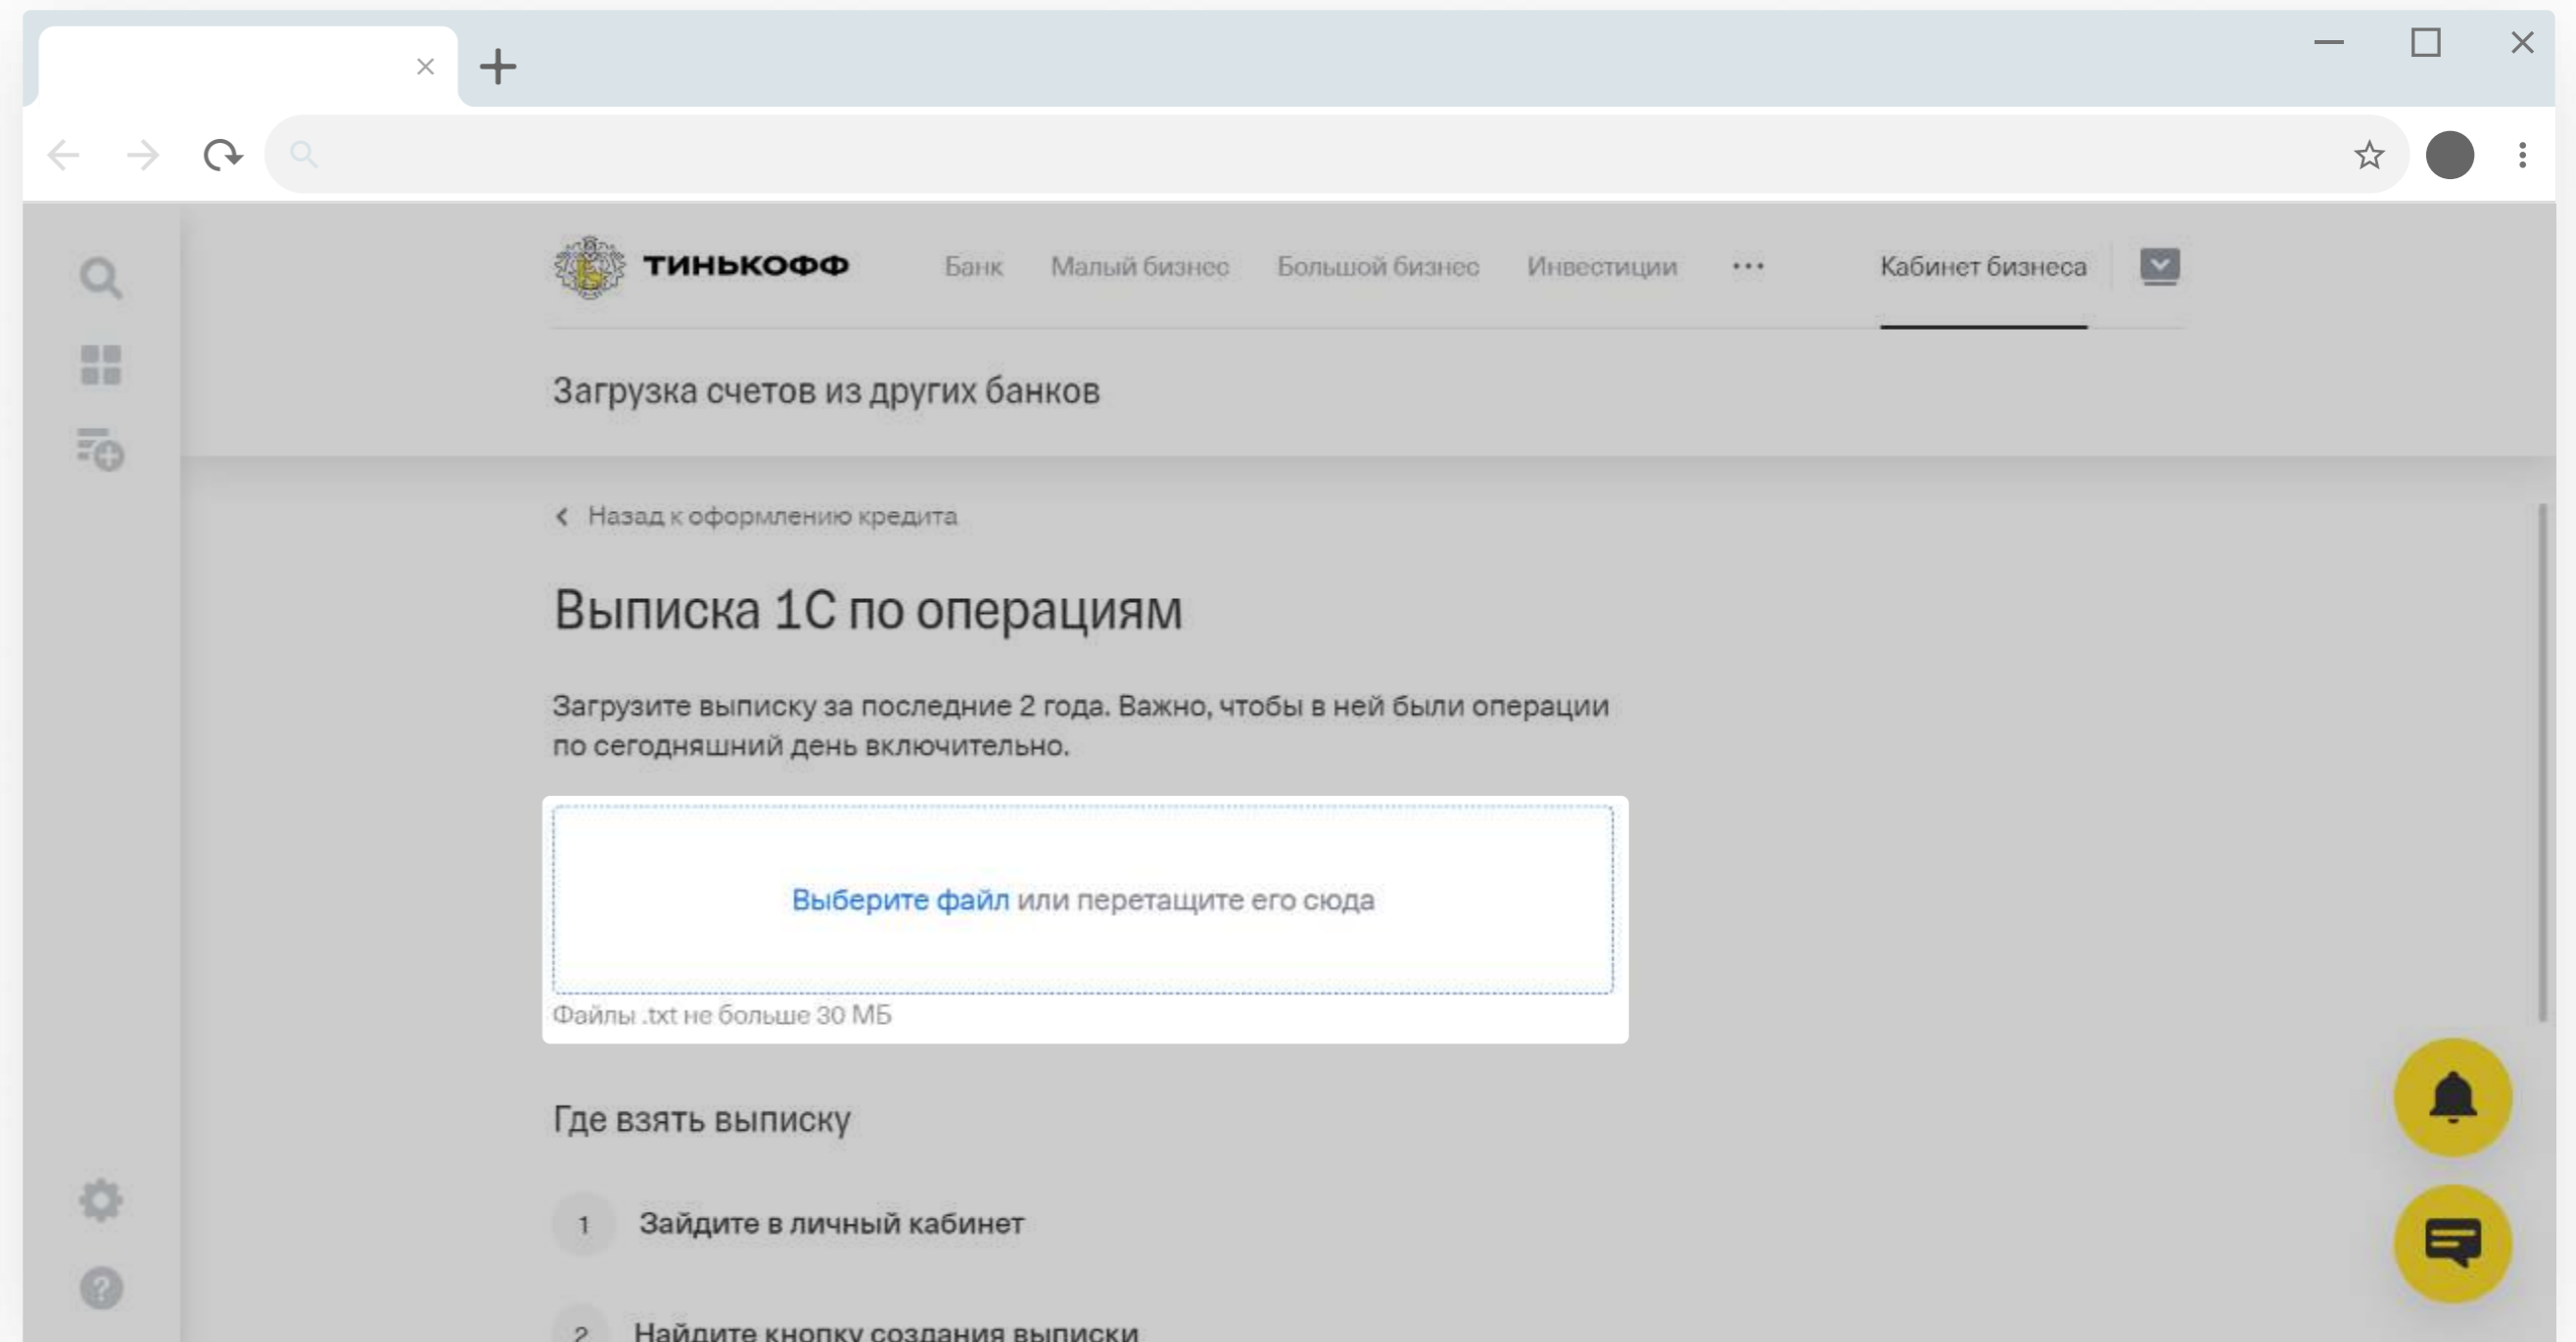 ТИНЬКОФФ Банк Малый бизнес Большой бизнес Инвестиции ••• Кабинет бизнеса
Загрузка счетов из других банков
Назад к оформлению кредита
Выписка 1С по операциям
Загрузите выписку за последние 2 года. Важно, чтобы в ней были операции
по сегодняшний день включительно.
Выберите файл или перетащите его сюда
Файлы .txt не больше 30 МБ
Где взять выписку
1 Зайдите в личный кабинет
2 Найдите кнопку создания выписки